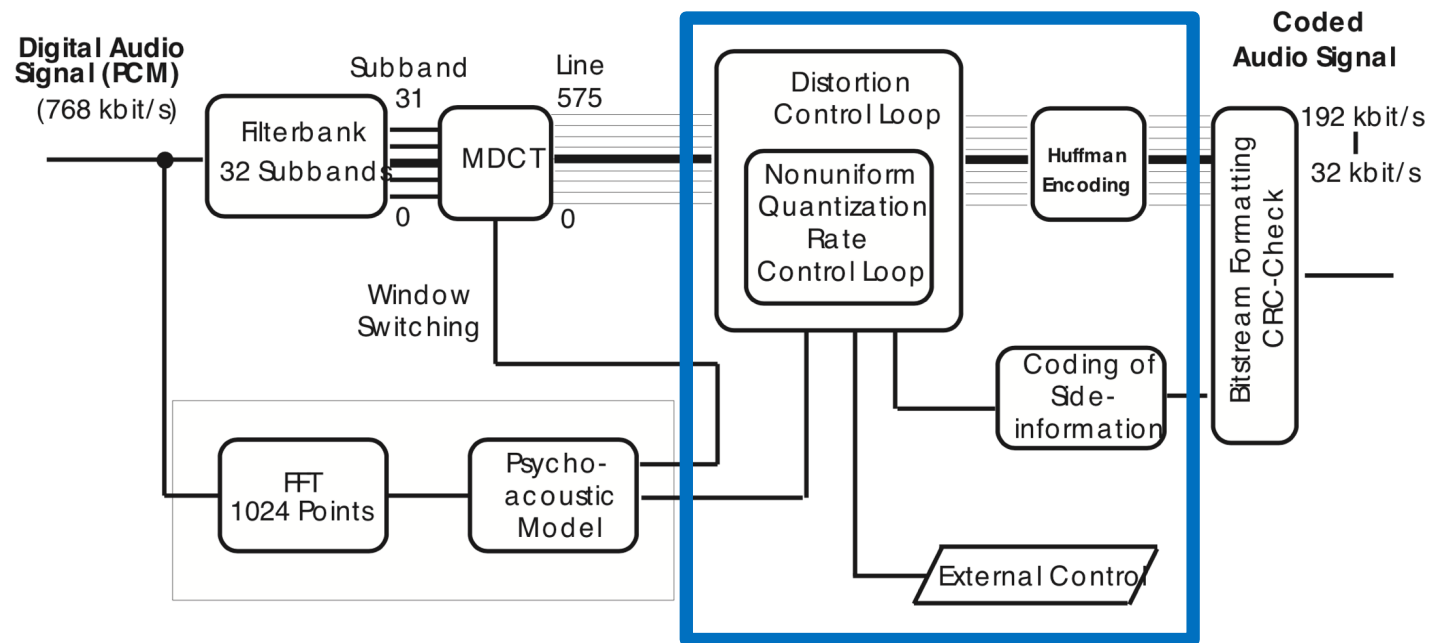 Digital Audio
Signal (PCM)
(768 kbit/s)
Filterbank
32 Subbands
Subband
31
0
MDCT
Line
575
0
Window
Switching
FFT
1024 Points
Psycho-
acoustic
Model
Distortion
Control Loop
Nonuniform
Quantization
Rate
Control Loop
Huffman
Encoding
Coding of
Side-
information
External Control
Bitstream Formatting
CRC-Check
Coded
Audio Signal
192 kbit/s
32 kbit/s